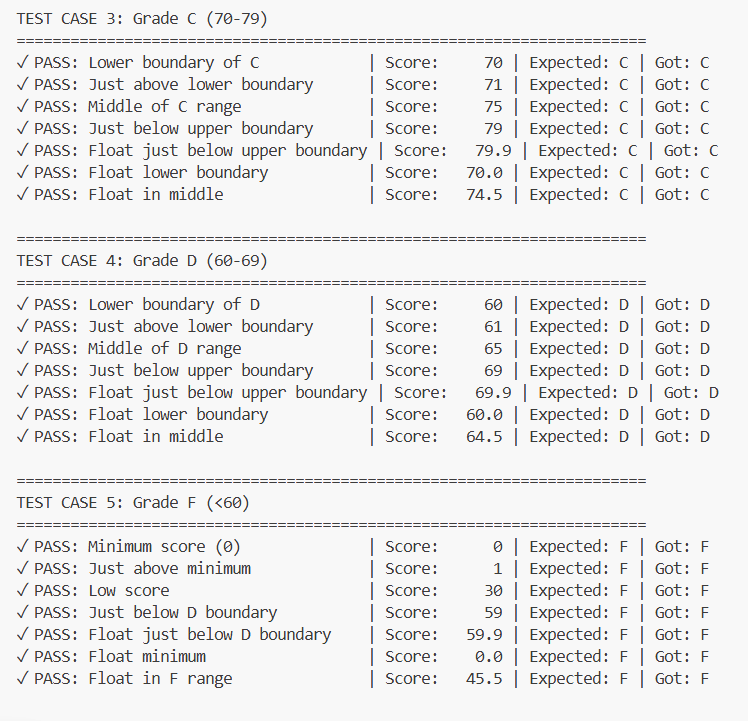 TEST CASE 3: Grade C (70-79)
======================================================================
✓ PASS: Lower boundary of C              | Score:     70 | Expected: C | Got: C
✓ PASS: Just above lower boundary       | Score:     71 | Expected: C | Got: C
✓ PASS: Middle of C range               | Score:     75 | Expected: C | Got: C
✓ PASS: Just below upper boundary       | Score:     79 | Expected: C | Got: C
✓ PASS: Float just below upper boundary | Score:   79.9 | Expected: C | Got: C
✓ PASS: Float lower boundary            | Score:   70.0 | Expected: C | Got: C
✓ PASS: Float in middle                 | Score:   74.5 | Expected: C | Got: C
======================================================================
TEST CASE 4: Grade D (60-69)
======================================================================
✓ PASS: Lower boundary of D             | Score:     60 | Expected: D | Got: D
✓ PASS: Just above lower boundary       | Score:     61 | Expected: D | Got: D
✓ PASS: Middle of D range               | Score:     65 | Expected: D | Got: D
✓ PASS: Just below upper boundary       | Score:     69 | Expected: D | Got: D
✓ PASS: Float just below upper boundary | Score:   69.9 | Expected: D | Got: D
✓ PASS: Float lower boundary            | Score:   60.0 | Expected: D | Got: D
✓ PASS: Float in middle                 | Score:   64.5 | Expected: D | Got: D
======================================================================
TEST CASE 5: Grade F (<60)
======================================================================
✓ PASS: Minimum score (0)               | Score:      0 | Expected: F | Got: F
✓ PASS: Just above minimum              | Score:      1 | Expected: F | Got: F
✓ PASS: Low score                       | Score:     30 | Expected: F | Got: F
✓ PASS: Just below D boundary           | Score:     59 | Expected: F | Got: F
✓ PASS: Float just below D boundary     | Score:   59.9 | Expected: F | Got: F
✓ PASS: Float minimum                   | Score:    0.0 | Expected: F | Got: F
✓ PASS: Float in F range                | Score:   45.5 | Expected: F | Got: F